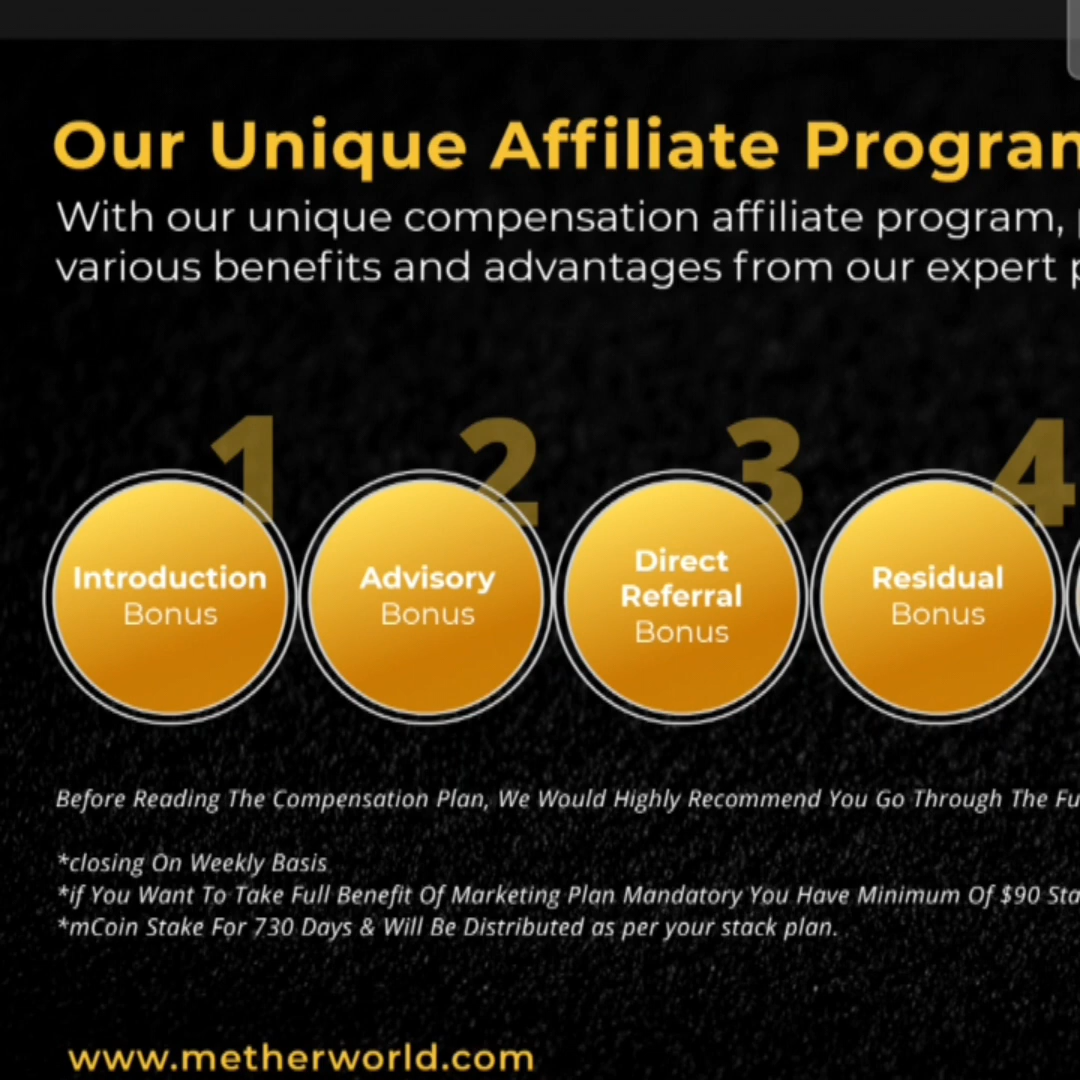 Our Unique Affiliate Program
With our unique compensation affiliate program,
various benefits and advantages from our expert
1
2
3
4
Introduction
Bonus
Advisory
Bonus
Direct
Referral
Bonus
Residual
Bonus
Before Reading The Compensation Plan, We Would Highly Recommend You Go Through The
*closing On Weekly Basis
*if You Want To Take Full Benefit Of Marketing Plan Mandatory You Have Minimum Of $90
*mCoin Stake For 730 Days & Will Be Distributed as per your stack plan.
www.metherworld.com